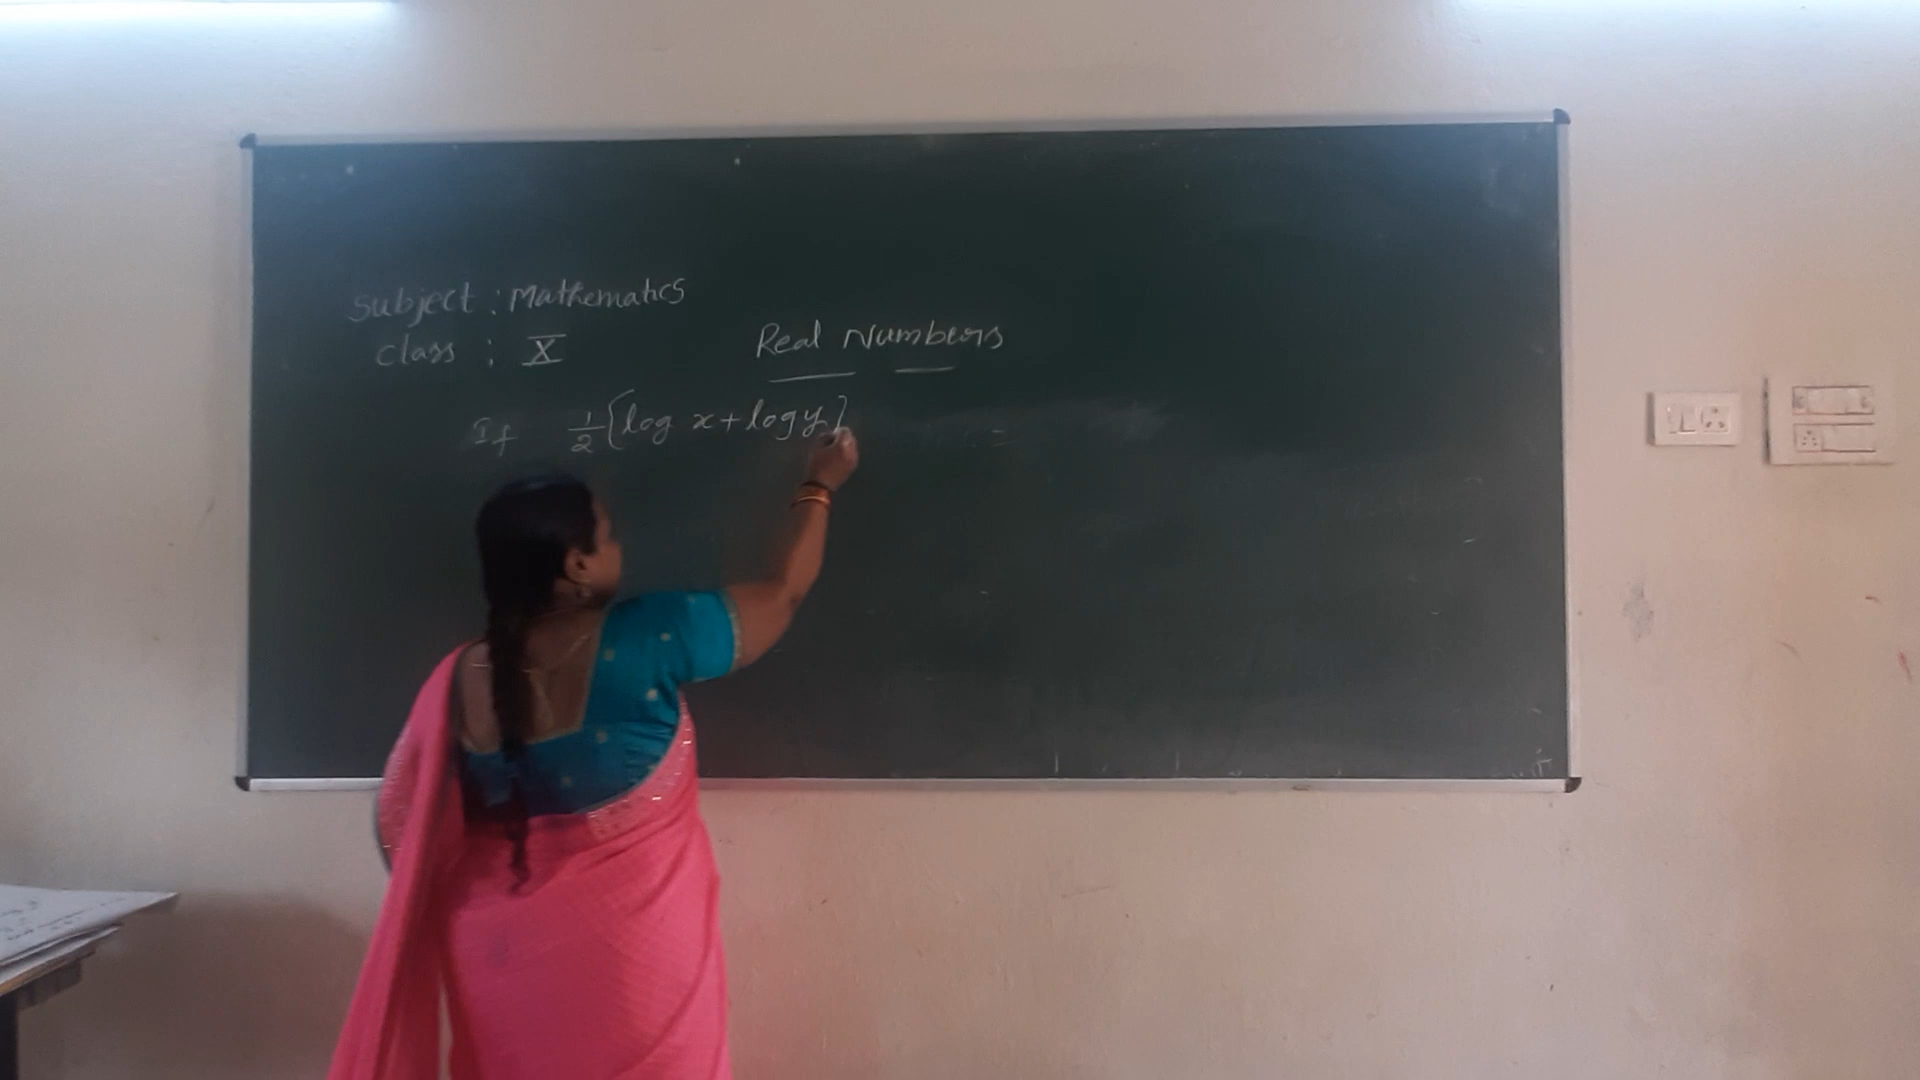 Subject : Mathematics
Class : X
Real Numbers
If 1/2 [log x + log y]